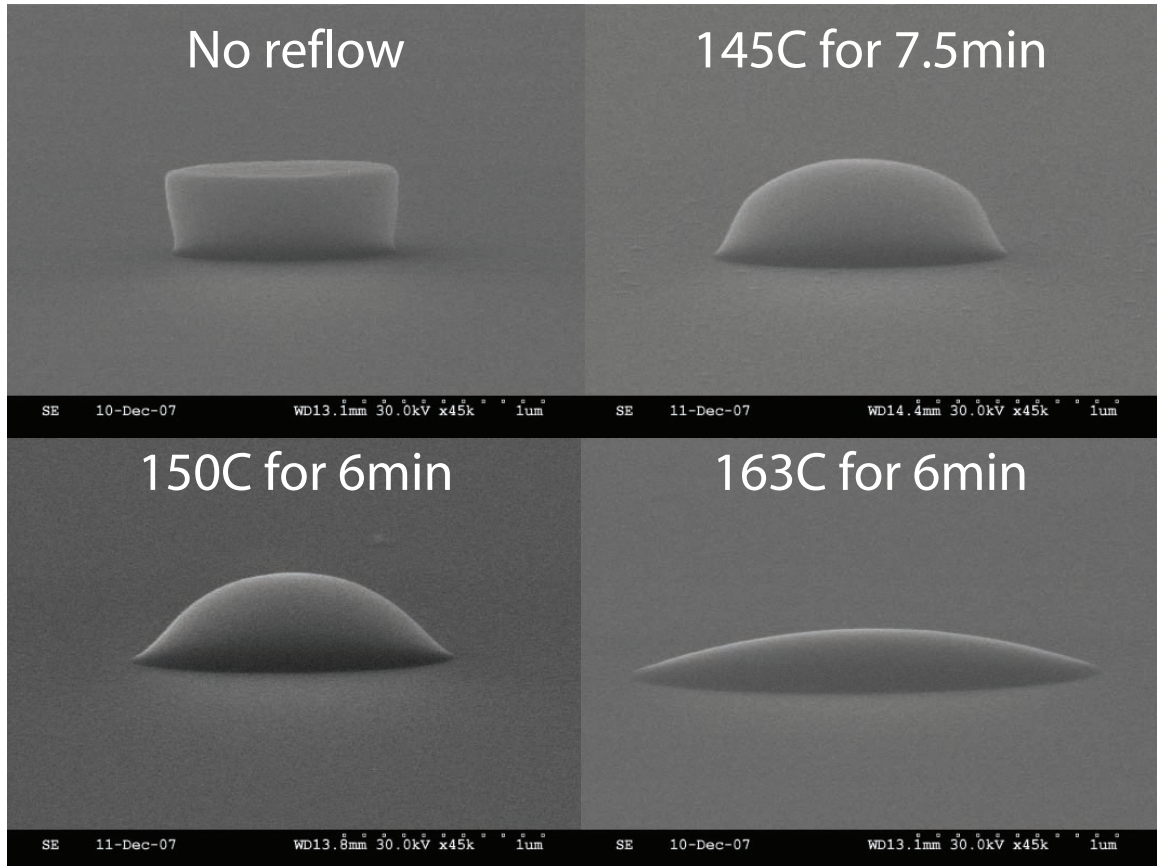 No reflow
145C for 7.5min
SE 10-Dec-07 WD13.1mm 30.0kV x45k 1um
SE 11-Dec-07 WD14.4mm 30.0kV x45k 1um
150C for 6min
163C for 6min
SE 11-Dec-07 WD13.8mm 30.0kV x45k 1um
SE 10-Dec-07 WD13.1mm 30.0kV x45k 1um